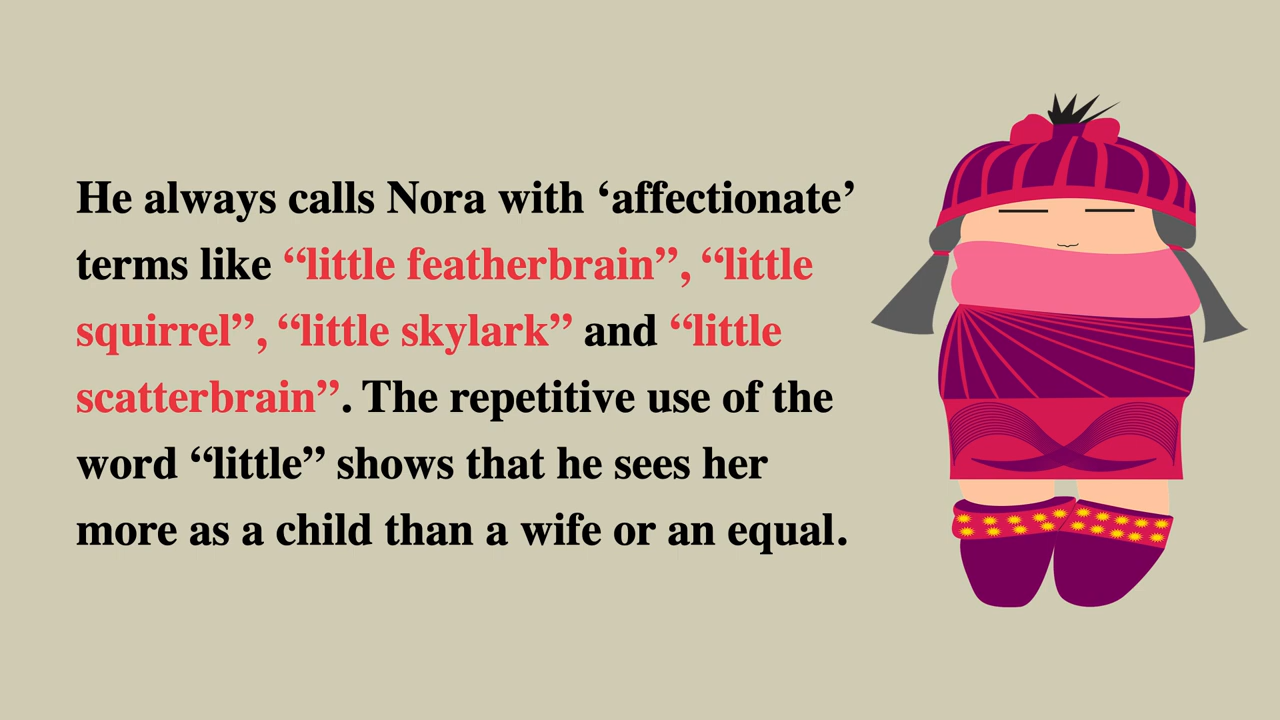 He always calls Nora with ‘affectionate’
terms like “little featherbrain”, “little
squirrel”, “little skylark” and “little
scatterbrain”. The repetitive use of the
word “little” shows that he sees her
more as a child than a wife or an equal.